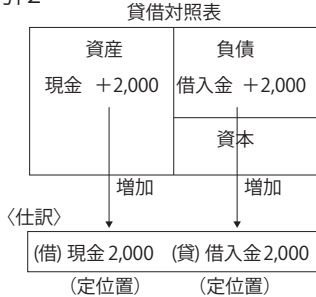 貸借対照表
資産 負債
現金 +2,000 借入金 +2,000
資本
増加 増加
〈仕訳〉
(借) 現金2,000 (貸) 借入金2,000
(定位置) (定位置)